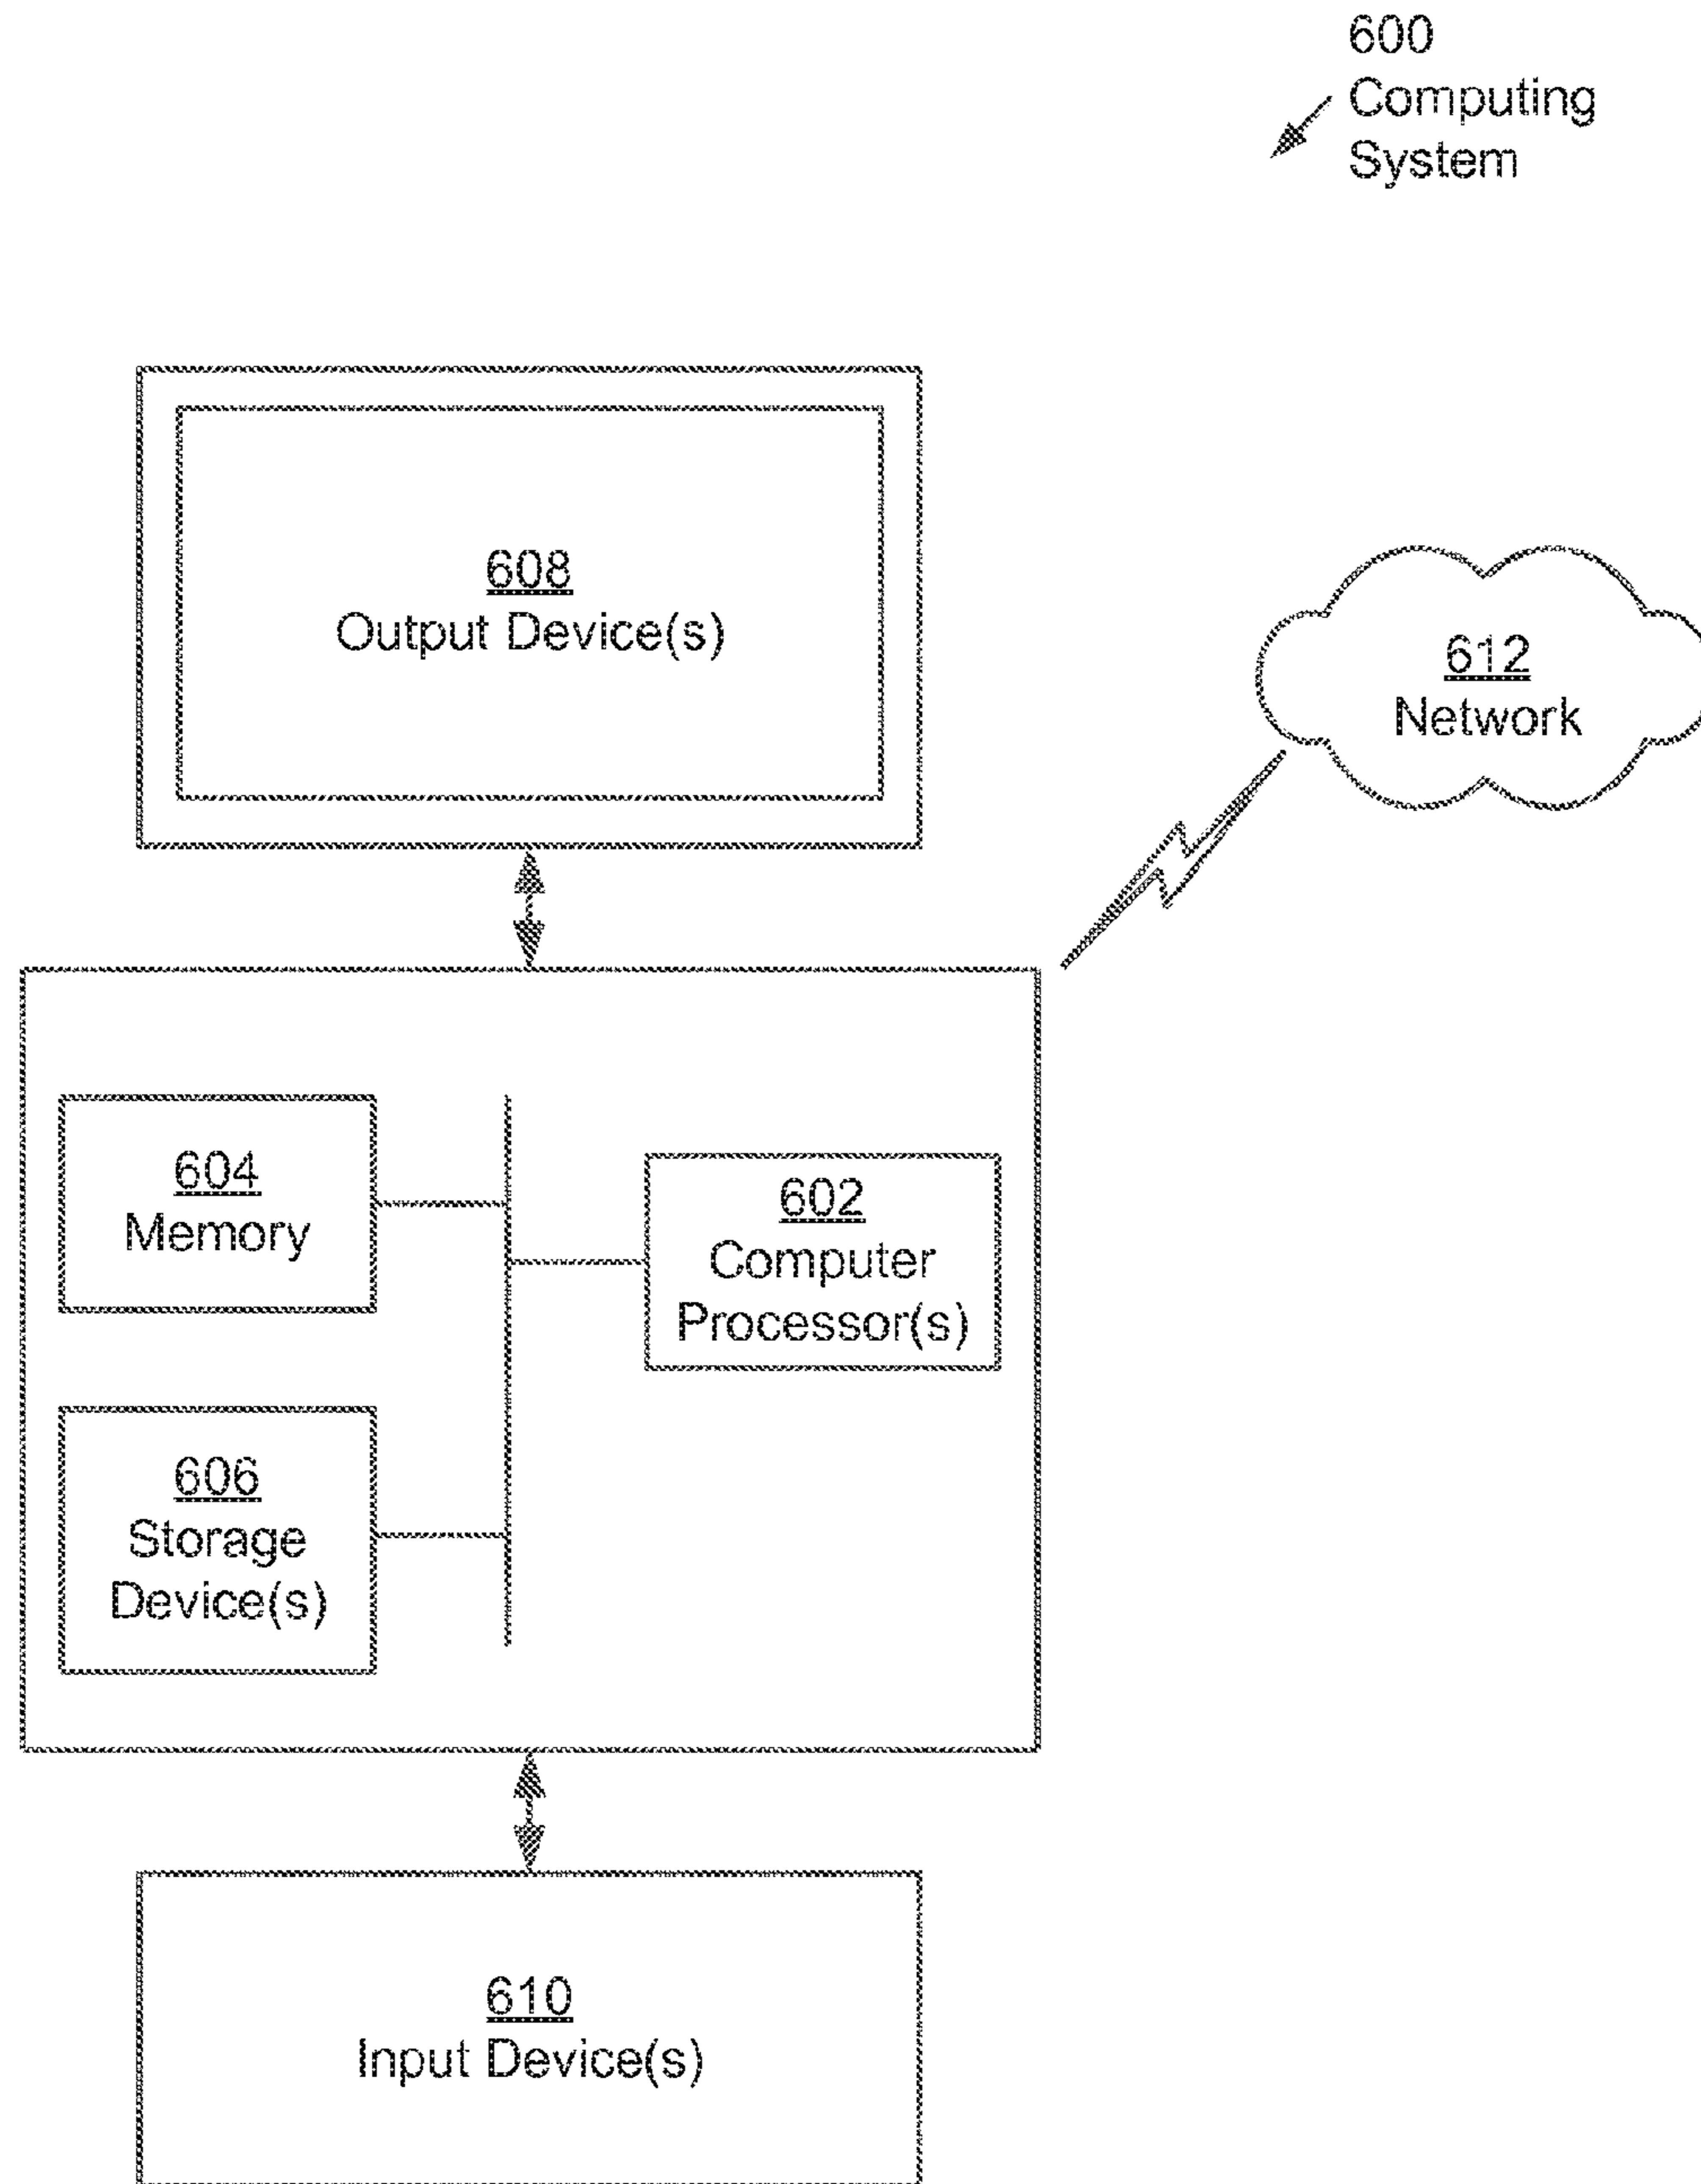 600
Computing
System
608
Output Device(s)
612
Network
604
Memory
602
Computer
Processor(s)
606
Storage
Device(s)
610
Input Device(s)